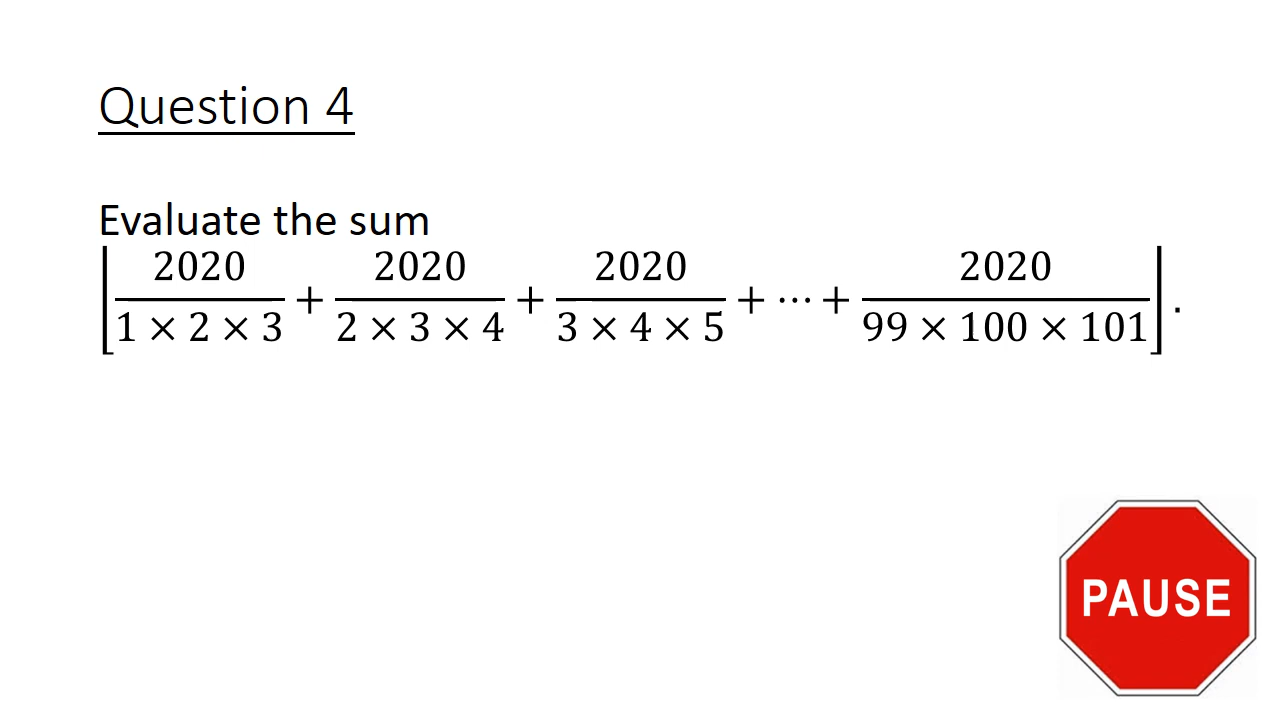 Question 4
Evaluate the sum
⌊2020/(1 × 2 × 3) + 2020/(2 × 3 × 4) + 2020/(3 × 4 × 5) + ⋯ + 2020/(99 × 100 × 101)⌋.
PAUSE